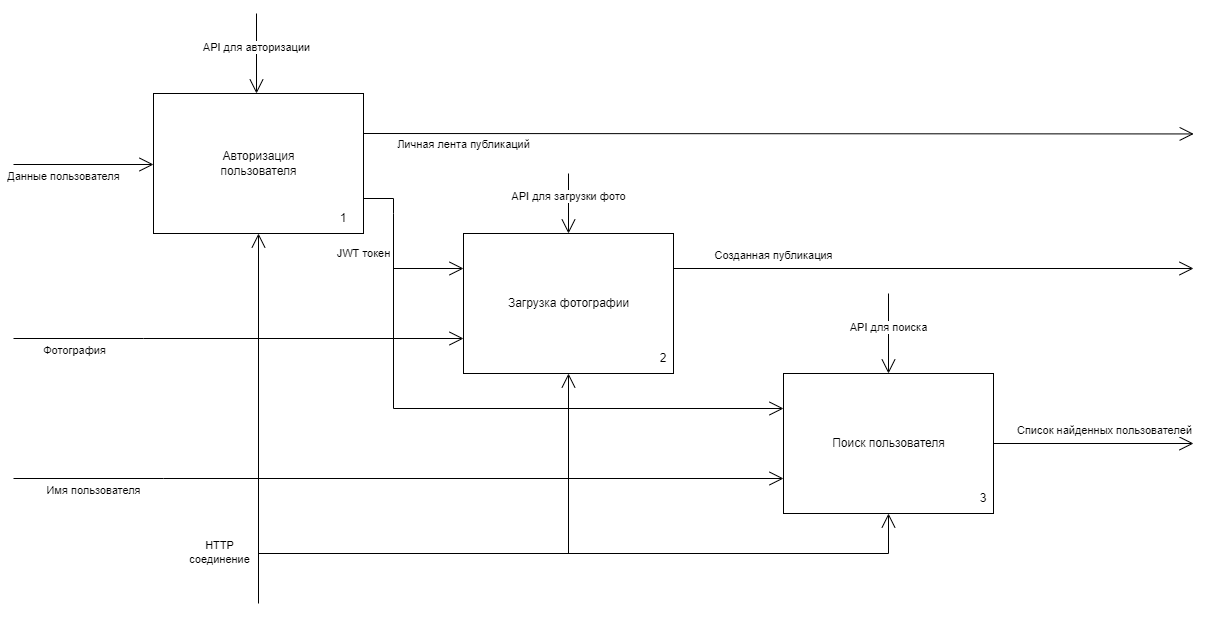 API для авторизации
Авторизация
пользователя
1
Данные пользователя
Личная лента публикаций
API для загрузки фото
JWT токен
Созданная публикация
Загрузка фотографии
2
Фотография
API для поиска
Поиск пользователя
3
Список найденных пользователей
Имя пользователя
HTTP
соединение